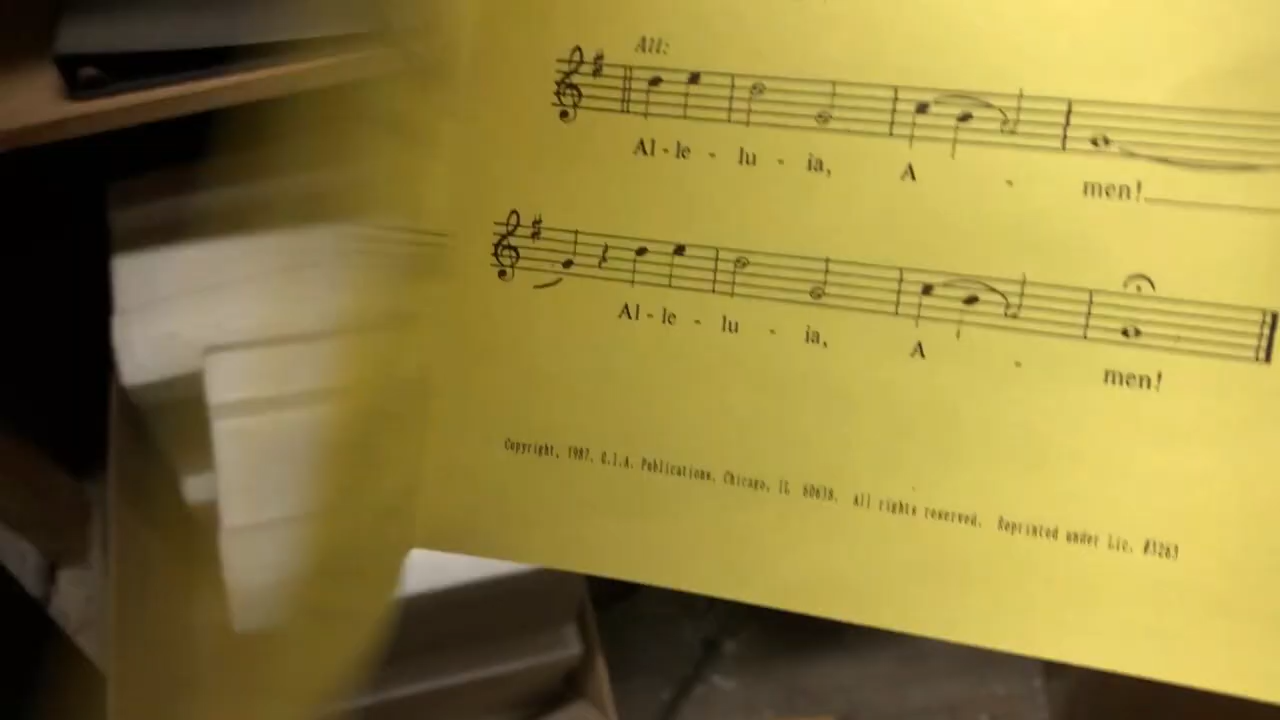 All:
Al - le - lu - ia, A - men!
Al - le - lu - ia, A - men!
Copyright, 1987, G.I.A. Publications, Chicago, IL 60638. All rights reserved. Reprinted under Lic. #3263